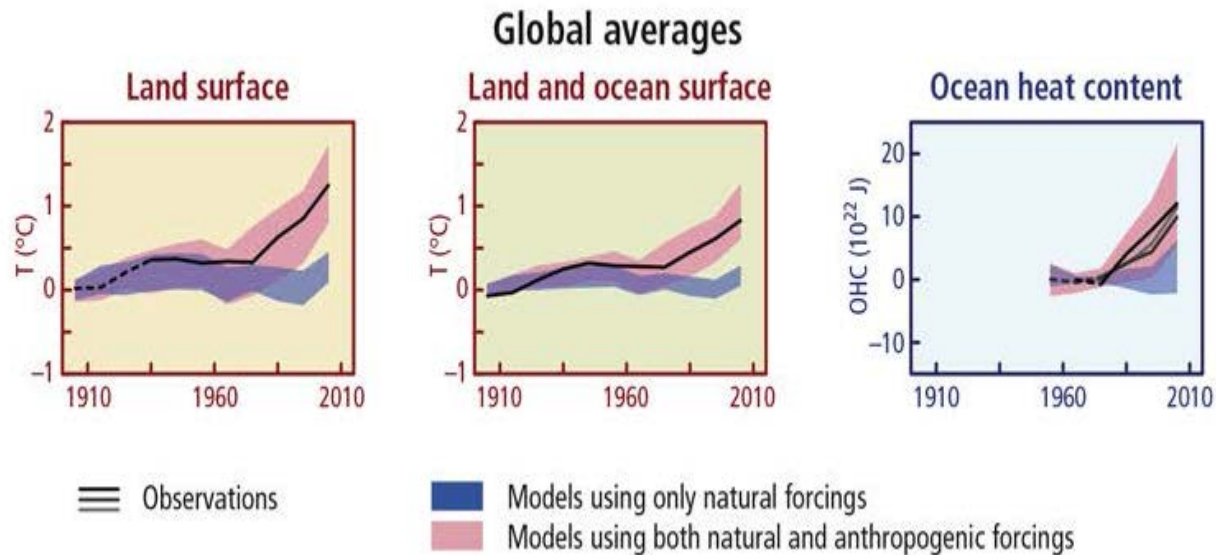 Global averages
Land surface
Land and ocean surface
Ocean heat content
2
1
0
–1
T (°C)
1910
1960
2010
2
1
0
–1
T (°C)
1910
1960
2010
20
10
0
–10
OHC (10²² J)
1910
1960
2010
Observations
Models using only natural forcings
Models using both natural and anthropogenic forcings